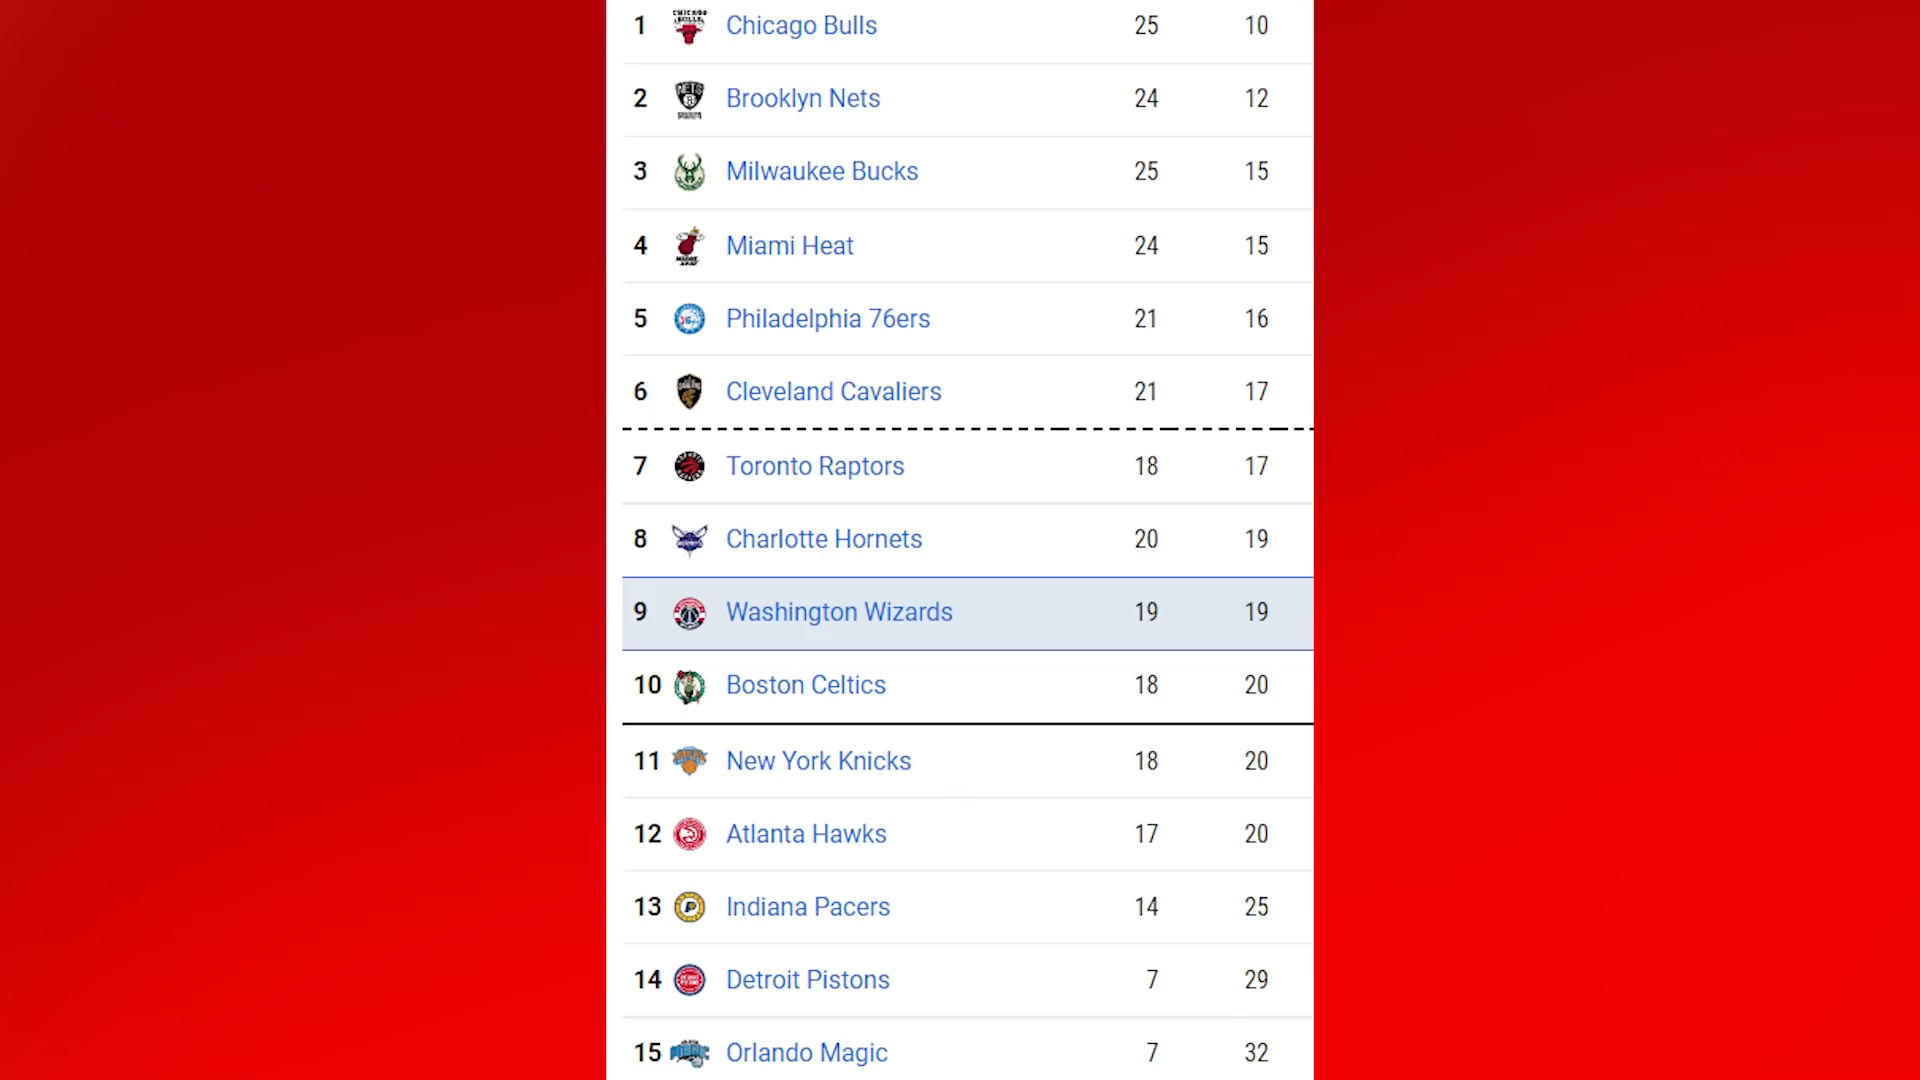 1 Chicago Bulls 25 10
2 Brooklyn Nets 24 12
3 Milwaukee Bucks 25 15
4 Miami Heat 24 15
5 Philadelphia 76ers 21 16
6 Cleveland Cavaliers 21 17
7 Toronto Raptors 18 17
8 Charlotte Hornets 20 19
9 Washington Wizards 19 19
10 Boston Celtics 18 20
11 New York Knicks 18 20
12 Atlanta Hawks 17 20
13 Indiana Pacers 14 25
14 Detroit Pistons 7 29
15 Orlando Magic 7 32